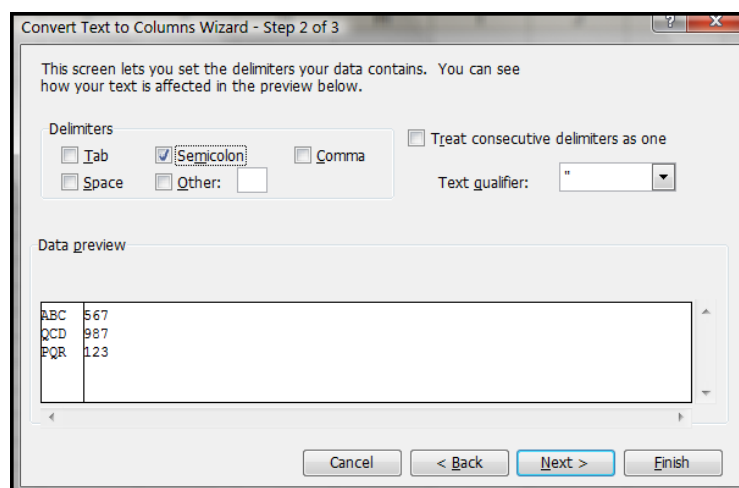 Convert Text to Columns Wizard - Step 2 of 3
?
X
This screen lets you set the delimiters your data contains. You can see
how your text is affected in the preview below.
Delimiters
Tab
Semicolon
Comma
Space
Other:
Treat consecutive delimiters as one
Text qualifier:
"
Data preview
ABC 567
QCD 987
PQR 123
Cancel
< Back
Next >
Finish